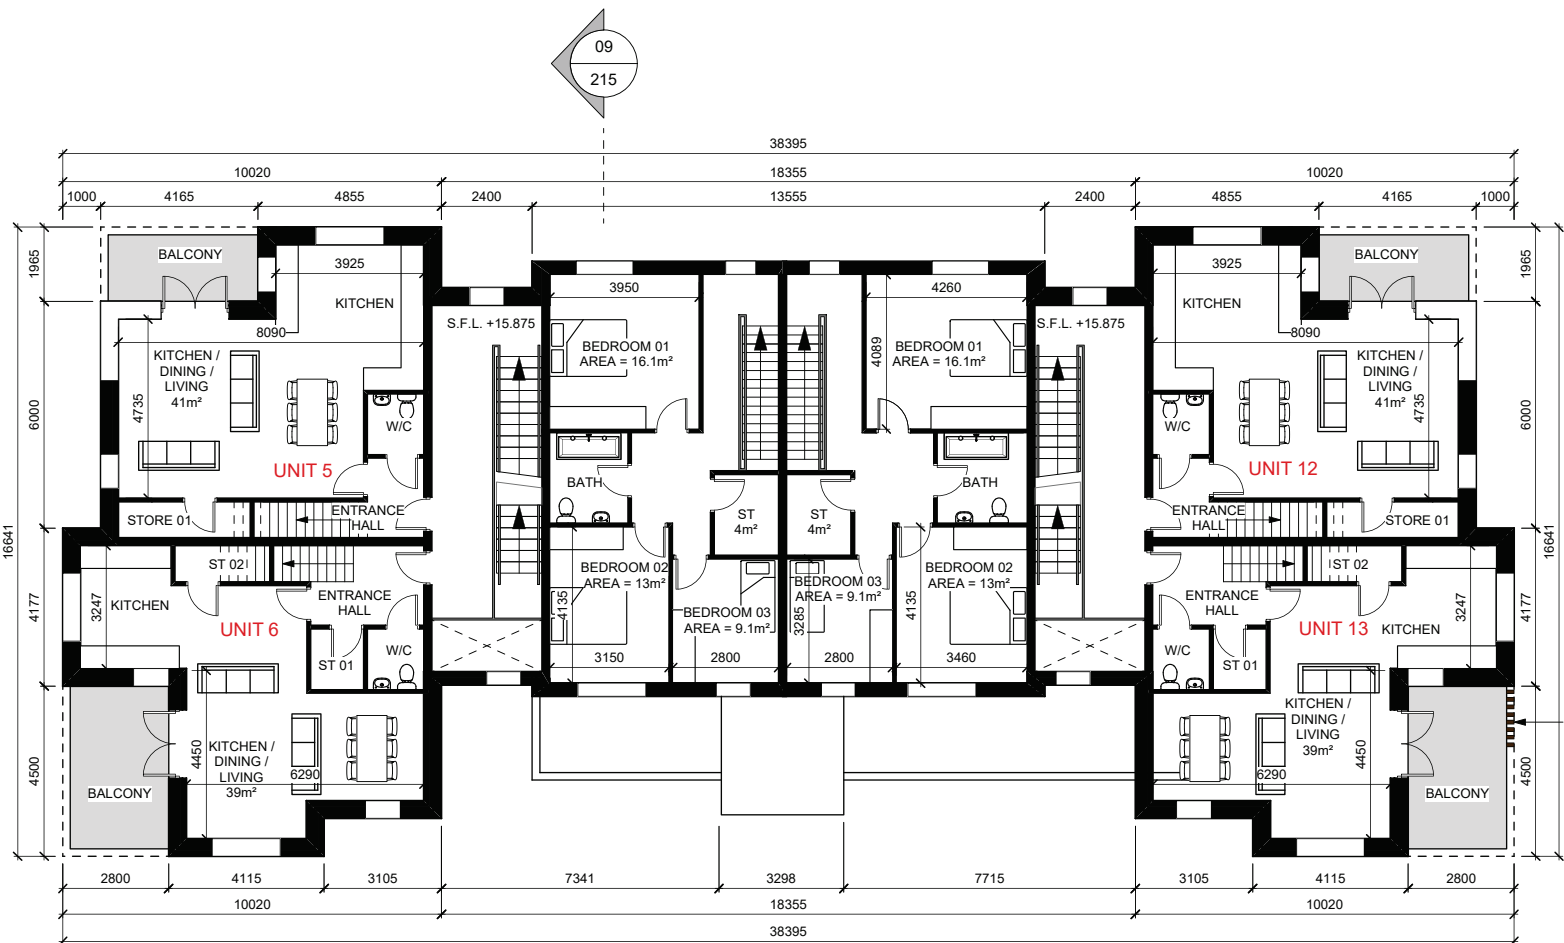 09
215
38395
10020
18355
10020
1000
4165
4855
2400
13555
2400
4855
4165
1000
16641
1965
6000
4177
4500
BALCONY
3925
KITCHEN
8090
KITCHEN /
DINING /
LIVING
41m²
4735
W/C
UNIT 5
STORE 01
ENTRANCE
HALL
S.F.L. +15.875
3950
BEDROOM 01
AREA = 16.1m²
BATH
ST
4m²
BEDROOM 02
AREA = 13m²
4135
3150
BEDROOM 03
AREA = 9.1m²
2800
4260
4089
BEDROOM 01
AREA = 16.1m²
BATH
ST
4m²
BEDROOM 03
AREA = 9.1m²
3285
2800
BEDROOM 02
AREA = 13m²
4135
3460
S.F.L. +15.875
3925
KITCHEN
BALCONY
8090
KITCHEN /
DINING /
LIVING
41m²
4735
W/C
UNIT 12
ENTRANCE
HALL
STORE 01
1965
6000
4177
4500
16641
ST 02
KITCHEN
3247
UNIT 6
ENTRANCE
HALL
ST 01
W/C
4450
KITCHEN /
DINING /
LIVING
39m²
6290
BALCONY
ST 02
ENTRANCE
HALL
UNIT 13
KITCHEN
3247
W/C
ST 01
KITCHEN /
DINING /
LIVING
39m²
4450
6290
BALCONY
2800
4115
3105
7341
3298
7715
3105
4115
2800
10020
18355
10020
38395